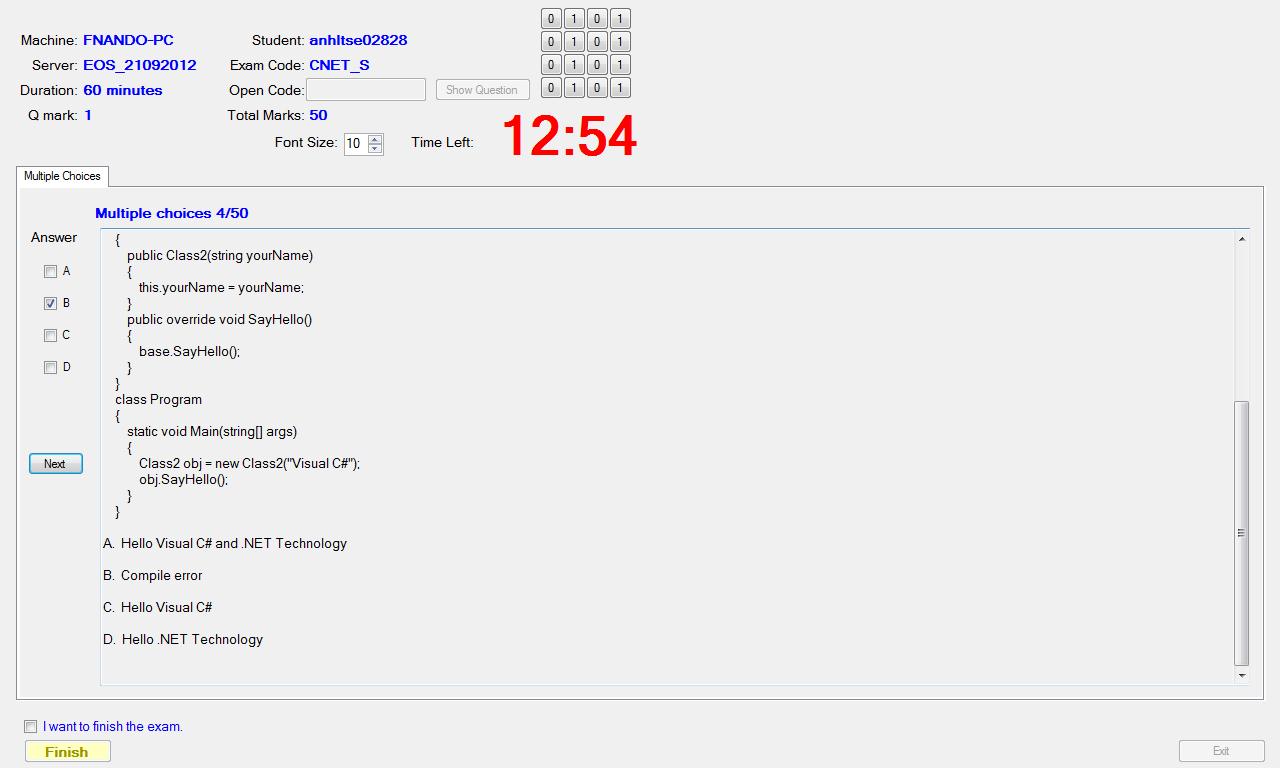 0 1 0 1
Machine: FNANDO-PC Student: anhltse02828
0 1 0 1
Server: EOS_21092012 Exam Code: CNET_S
0 1 0 1
Duration: 60 minutes Open Code: Show Question
0 1 0 1
Q mark: 1 Total Marks: 50
Font Size: 10 Time Left: 12:54
Multiple Choices
Multiple choices 4/50
Answer
A
B
C
D
Next
{
public Class2(string yourName)
{
this.yourName = yourName;
}
public override void SayHello()
{
base.SayHello();
}
}
class Program
{
static void Main(string[] args)
{
Class2 obj = new Class2("Visual C#");
obj.SayHello();
}
}
A. Hello Visual C# and .NET Technology
B. Compile error
C. Hello Visual C#
D. Hello .NET Technology
I want to finish the exam.
Finish
Exit